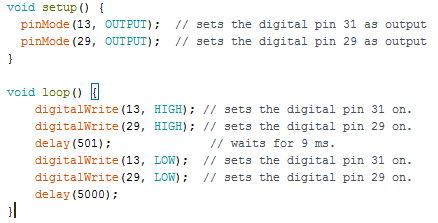 void setup() {
  pinMode(13, OUTPUT);  // sets the digital pin 31 as output
  pinMode(29, OUTPUT);  // sets the digital pin 29 as output
}
void loop() {
    digitalWrite(13, HIGH); // sets the digital pin 31 on.
    digitalWrite(29, HIGH); // sets the digital pin 29 on.
    delay(501);              // waits for 9 ms.
    digitalWrite(13, LOW);  // sets the digital pin 31 on.
    digitalWrite(29, LOW);  // sets the digital pin 29 on.
    delay(5000);
}